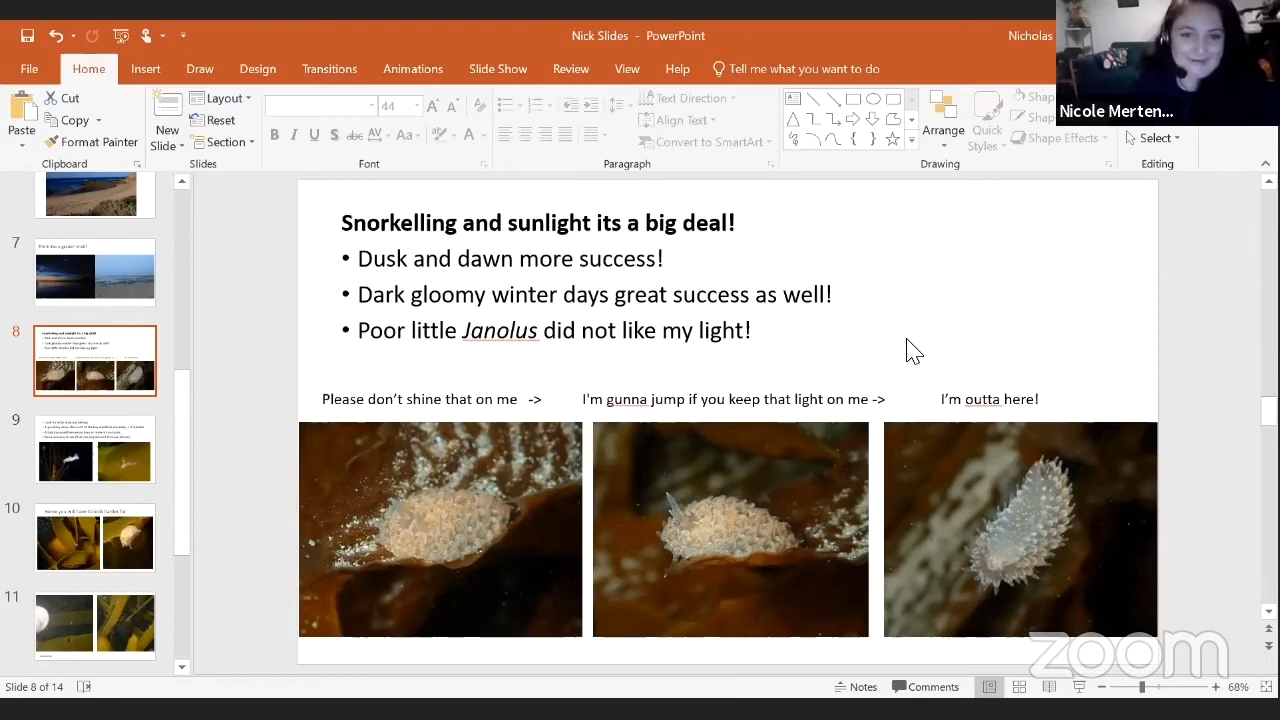 Nick Slides - PowerPoint
Nicholas
File Home Insert Draw Design Transitions Animations Slide Show Review View Help Tell me what you want to do
Nicole Merten...
Paste
Cut
Copy
Format Painter
New
Slide
Layout
Reset
Section
44
Text Direction
Align Text
Convert to SmartArt
Arrange
Quick
Styles
Shap
Shap
Shape Effects
Select
Clipboard
Slides
Font
Paragraph
Drawing
Editing
7
8
9
10
11
Snorkelling and sunlight its a big deal!
• Dusk and dawn more success!
• Dark gloomy winter days great success as well!
• Poor little Janolus did not like my light!
Please don't shine that on me -> I'm gunna jump if you keep that light on me -> I'm outta here!
zoom
Slide 8 of 14
Notes
Comments
68%